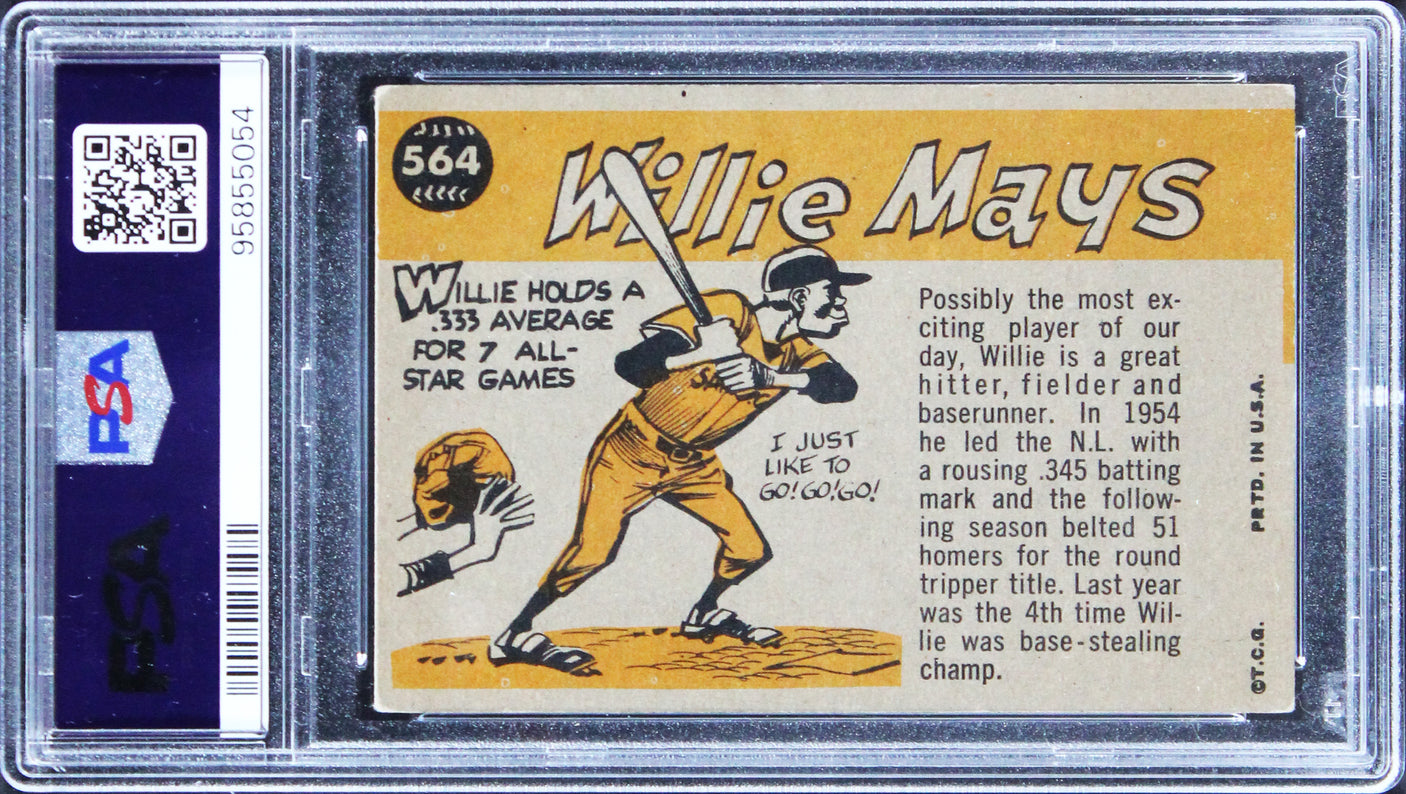 PSA
95855054
PSA
564
Willie Mays
WILLIE HOLDS A
.333 AVERAGE
FOR 7 ALL-
STAR GAMES
I JUST
LIKE TO
GO! GO! GO!
Possibly the most ex-
citing player of our
day, Willie is a great
hitter, fielder and
baserunner. In 1954
he led the N.L. with
a rousing .345 batting
mark and the follow-
ing season belted 51
homers for the round
tripper title. Last year
was the 4th time Wil-
lie was base-stealing
champ.
©T.C.G. PRTD. IN U.S.A.
PSA